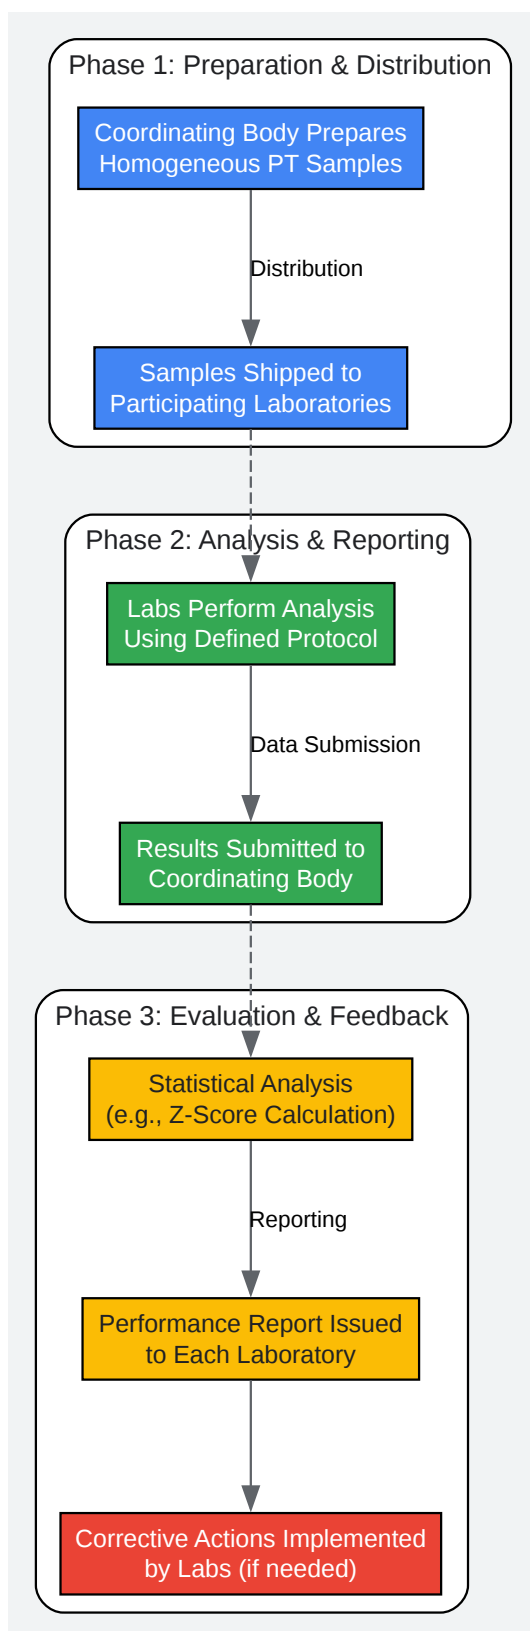 Phase 1: Preparation & Distribution
Coordinating Body Prepares
Homogeneous PT Samples
Distribution
Samples Shipped to
Participating Laboratories
Phase 2: Analysis & Reporting
Labs Perform Analysis
Using Defined Protocol
Data Submission
Results Submitted to
Coordinating Body
Phase 3: Evaluation & Feedback
Statistical Analysis
(e.g., Z-Score Calculation)
Reporting
Performance Report Issued
to Each Laboratory
Corrective Actions Implemented
by Labs (if needed)